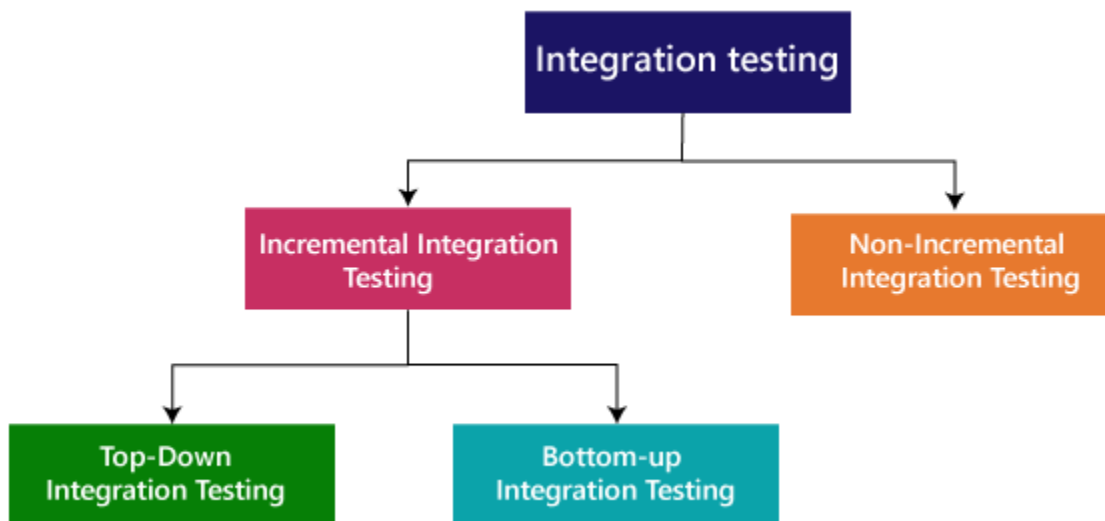 Integration testing
Incremental Integration
Testing
Non-Incremental
Integration Testing
Top-Down
Integration Testing
Bottom-up
Integration Testing